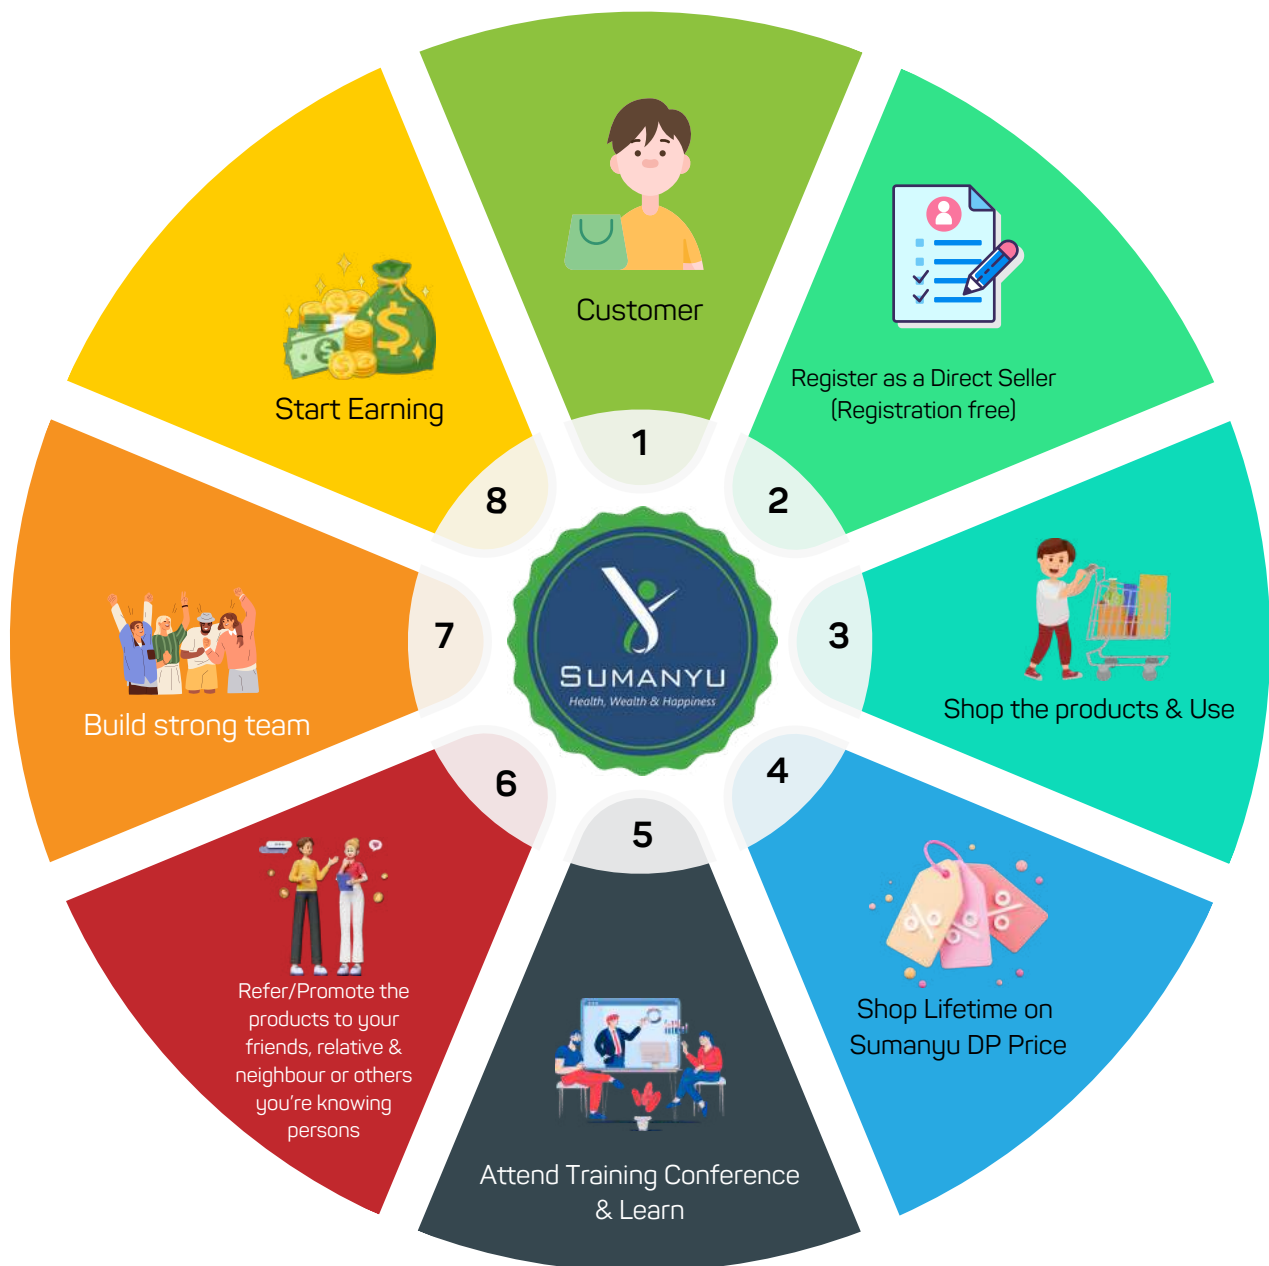 1
Customer
2
Register as a Direct Seller
(Registration free)
3
Shop the products & Use
4
Shop Lifetime on
Sumanyu DP Price
5
Attend Training Conference
& Learn
6
Refer/Promote the
products to your
friends, relative &
neighbour or others
you're knowing
persons
7
Build strong team
8
Start Earning
SUMANYU
Health, Wealth & Happiness